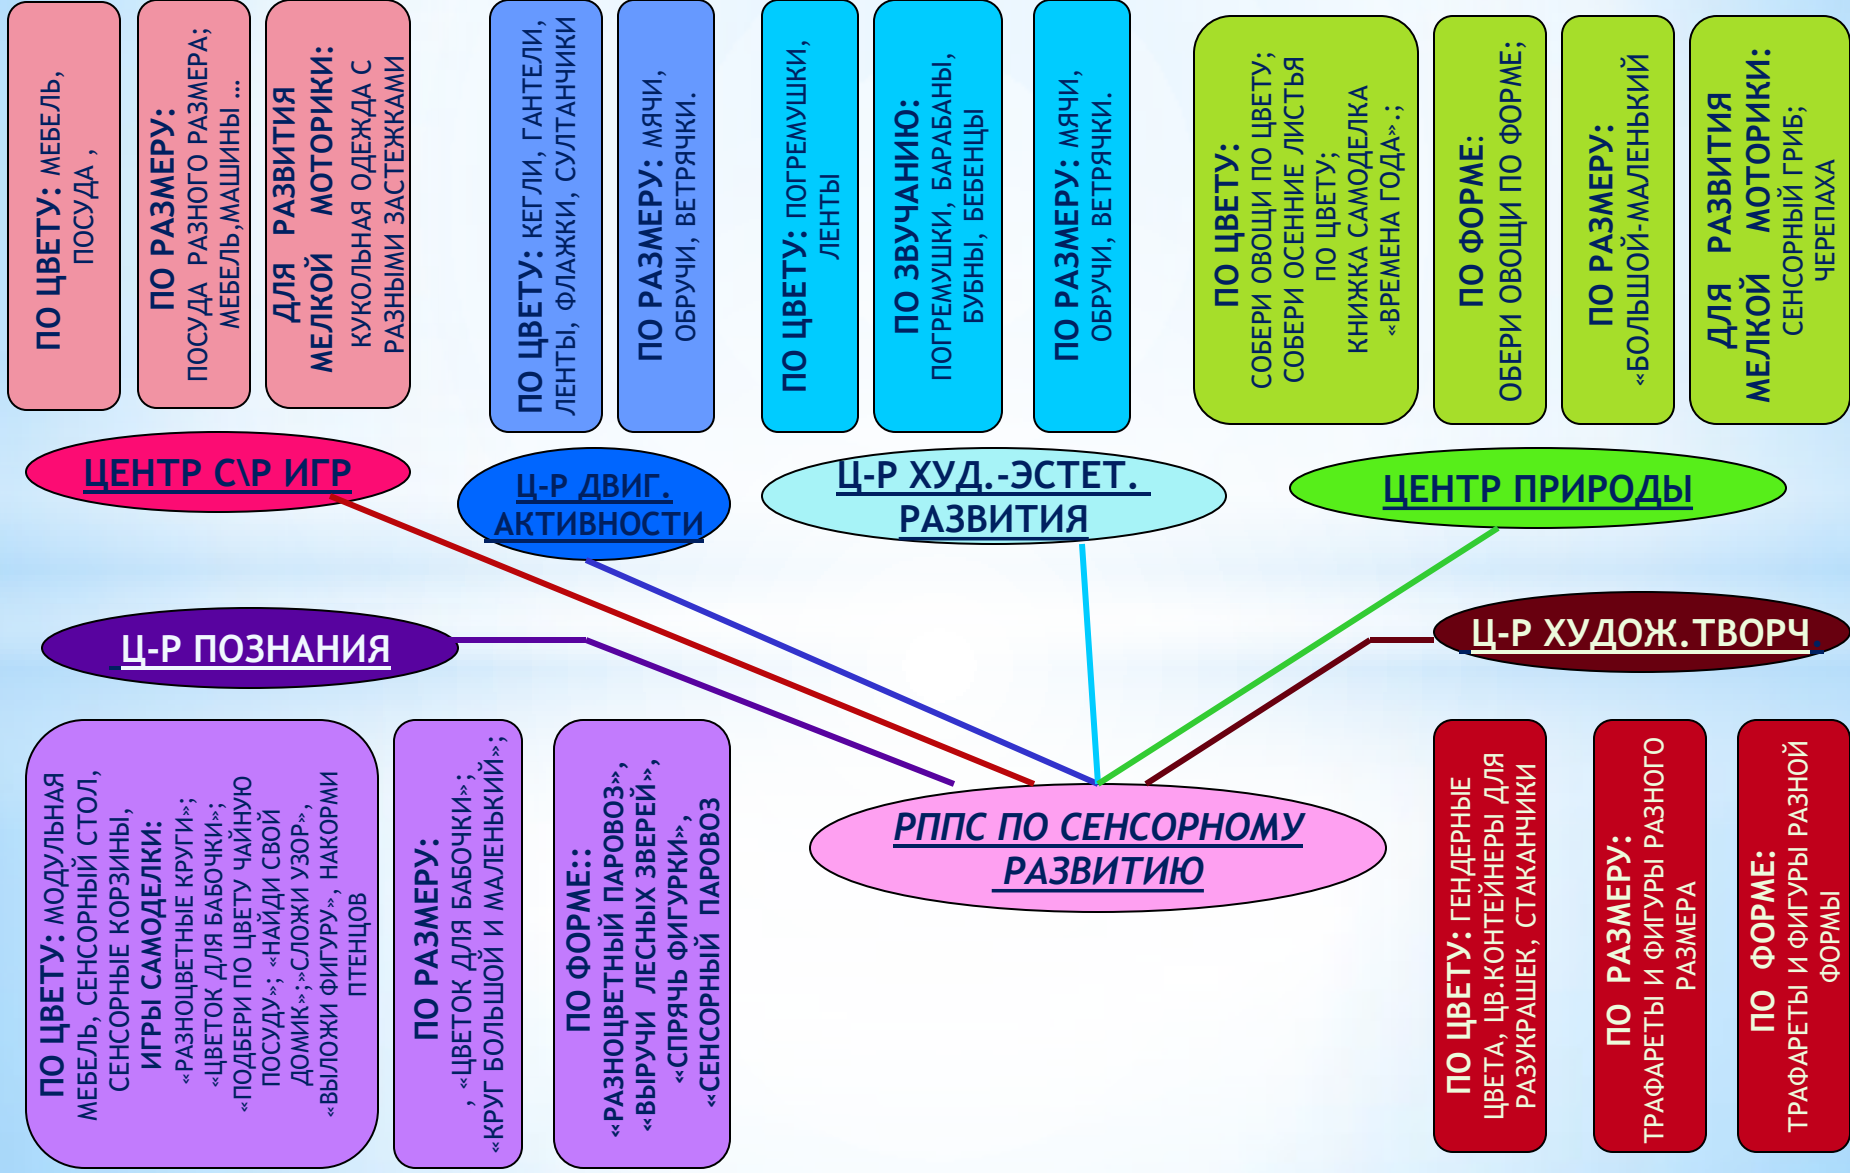 ПО ЦВЕТУ: МЕБЕЛЬ,
ПОСУДА ,
ПО РАЗМЕРУ:
ПОСУДА РАЗНОГО РАЗМЕРА;
МЕБЕЛЬ,МАШИНЫ ...
ДЛЯ РАЗВИТИЯ
МЕЛКОЙ МОТОРИКИ:
КУКОЛЬНАЯ ОДЕЖДА С
РАЗНЫМИ ЗАСТЕЖКАМИ
ПО ЦВЕТУ: КЕГЛИ, ГАНТЕЛИ,
ЛЕНТЫ, ФЛАЖКИ, СУЛТАНЧИКИ
ПО РАЗМЕРУ: МЯЧИ,
ОБРУЧИ, ВЕТРЯЧКИ.
ПО ЦВЕТУ: ПОГРЕМУШКИ,
ЛЕНТЫ
ПО ЗВУЧАНИЮ:
ПОГРЕМУШКИ, БАРАБАНЫ,
БУБНЫ, БЕБЕНЦЫ
ПО РАЗМЕРУ: МЯЧИ,
ОБРУЧИ, ВЕТРЯЧКИ.
ПО ЦВЕТУ:
СОБЕРИ ОВОЩИ ПО ЦВЕТУ;
СОБЕРИ ОСЕННИЕ ЛИСТЬЯ
ПО ЦВЕТУ;
КНИЖКА САМОДЕЛКА
«ВРЕМЕНА ГОДА».;
ПО ФОРМЕ:
ОБЕРИ ОВОЩИ ПО ФОРМЕ;
ПО РАЗМЕРУ:
«БОЛЬШОЙ-МАЛЕНЬКИЙ
ДЛЯ РАЗВИТИЯ
МЕЛКОЙ МОТОРИКИ:
СЕНСОРНЫЙ ГРИБ;
ЧЕРЕПАХА
ЦЕНТР С\Р ИГР
Ц-Р ДВИГ.
АКТИВНОСТИ
Ц-Р ХУД.-ЭСТЕТ.
РАЗВИТИЯ
ЦЕНТР ПРИРОДЫ
Ц-Р ПОЗНАНИЯ
Ц-Р ХУДОЖ.ТВОРЧ.
РППС ПО СЕНСОРНОМУ
РАЗВИТИЮ
ПО ЦВЕТУ: МОДУЛЬНАЯ
МЕБЕЛЬ, СЕНСОРНЫЙ СТОЛ,
СЕНСОРНЫЕ КОРЗИНЫ,
ИГРЫ САМОДЕЛКИ:
«РАЗНОЦВЕТНЫЕ КРУГИ»;
«ЦВЕТОК ДЛЯ БАБОЧКИ»;
«ПОДБЕРИ ПО ЦВЕТУ ЧАЙНУЮ
ПОСУДУ»; «НАЙДИ СВОЙ
ДОМИК»;»СЛОЖИ УЗОР»,
«ВЫЛОЖИ ФИГУРУ», НАКОРМИ
ПТЕНЦОВ
ПО РАЗМЕРУ:
, «ЦВЕТОК ДЛЯ БАБОЧКИ»;
«КРУГ БОЛЬШОЙ И МАЛЕНЬКИЙ»;
ПО ФОРМЕ::
«РАЗНОЦВЕТНЫЙ ПАРОВОЗ»,
«ВЫРУЧИ ЛЕСНЫХ ЗВЕРЕЙ»,
«СПРЯЧЬ ФИГУРКИ»,
«СЕНСОРНЫЙ ПАРОВОЗ
ПО ЦВЕТУ: ГЕНДЕРНЫЕ
ЦВЕТА, ЦВ.КОНТЕЙНЕРЫ ДЛЯ
РАЗУКРАШЕК, СТАКАНЧИКИ
ПО РАЗМЕРУ:
ТРАФАРЕТЫ И ФИГУРЫ РАЗНОГО
РАЗМЕРА
ПО ФОРМЕ:
ТРАФАРЕТЫ И ФИГУРЫ РАЗНОЙ
ФОРМЫ